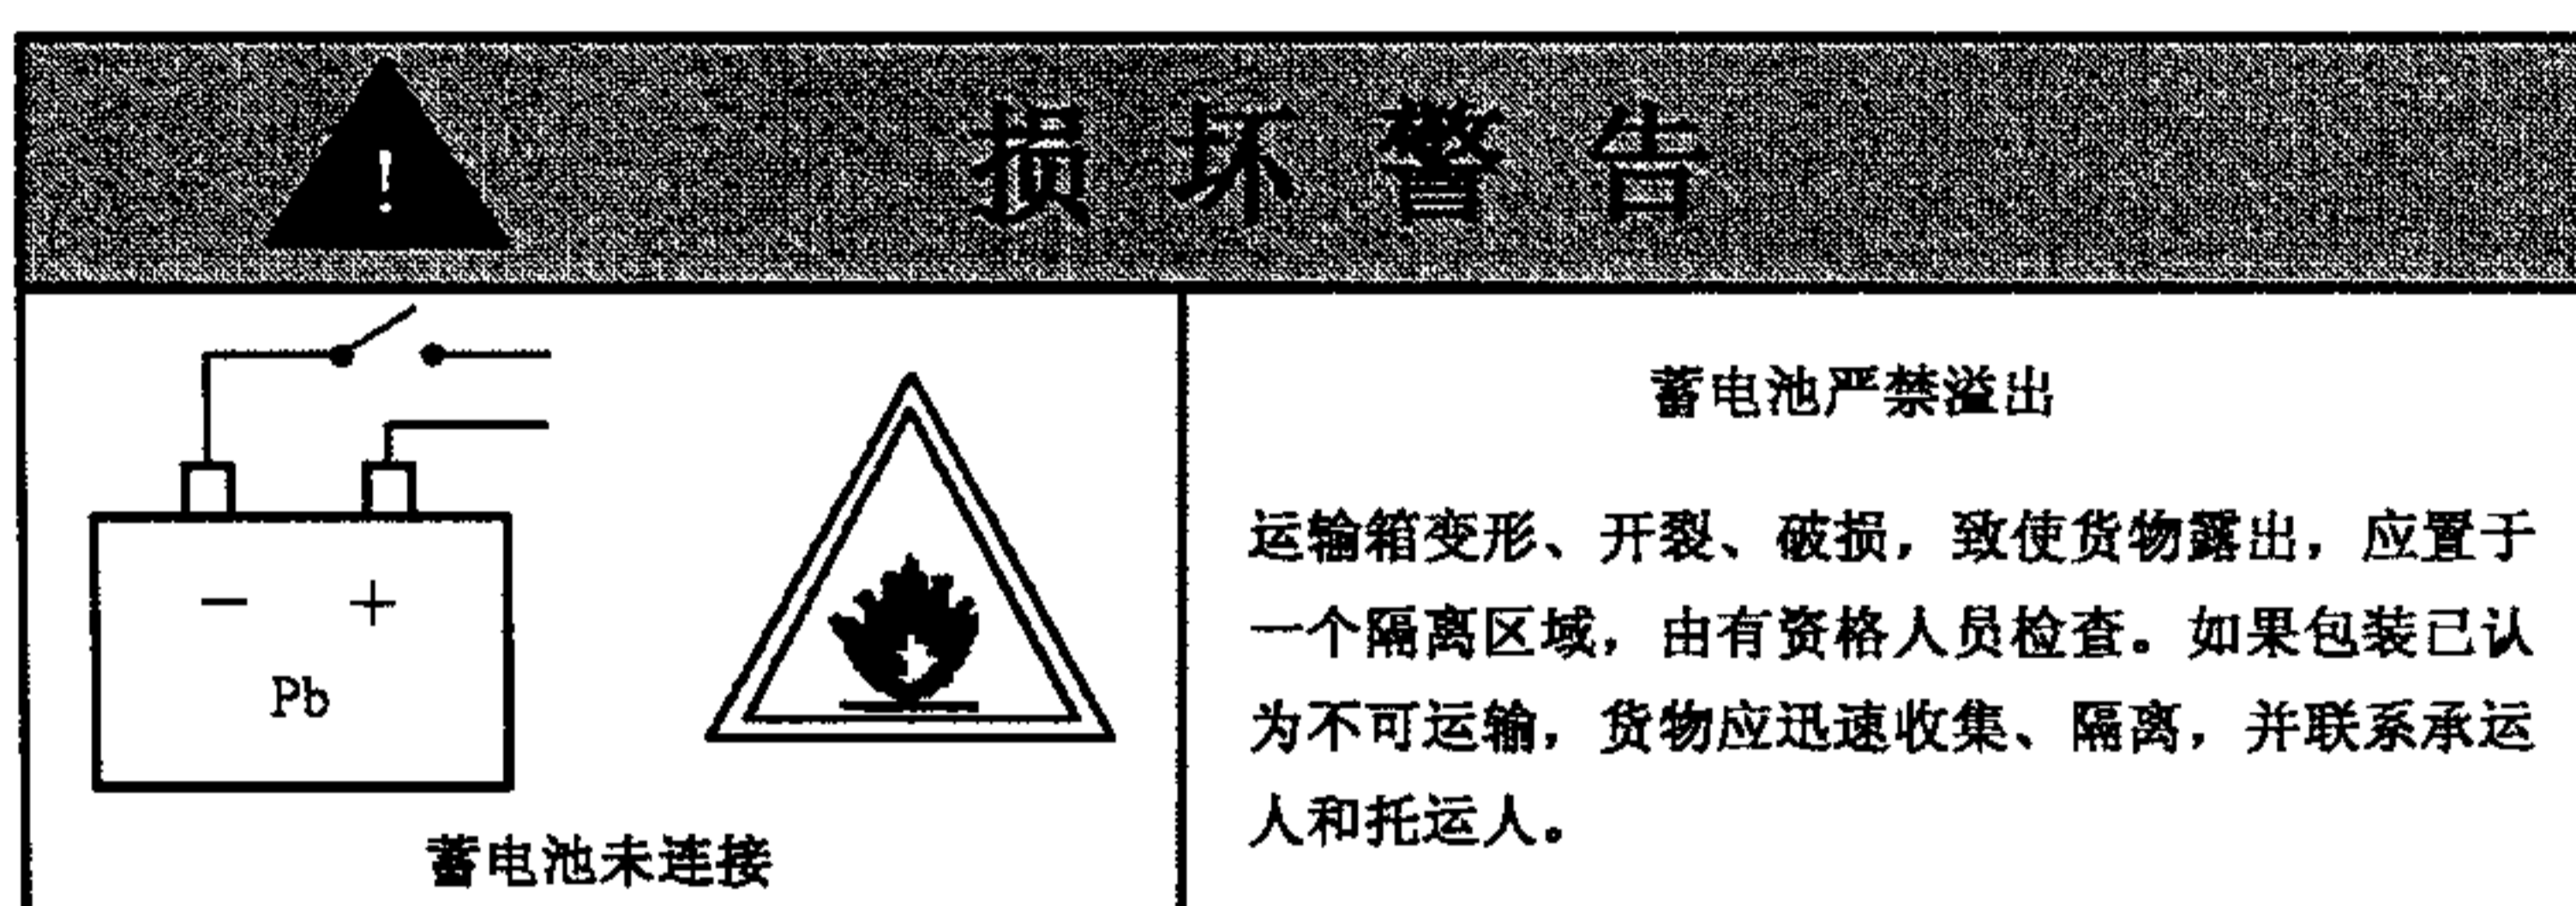 !
损坏警告
- +
Pb
蓄电池未连接
蓄电池严禁溢出
运输箱变形、开裂、破损，致使货物露出，应置于
一个隔离区域，由有资格人员检查。如果包装已认
为不可运输，货物应迅速收集、隔离，并联系承运
人和托运人。